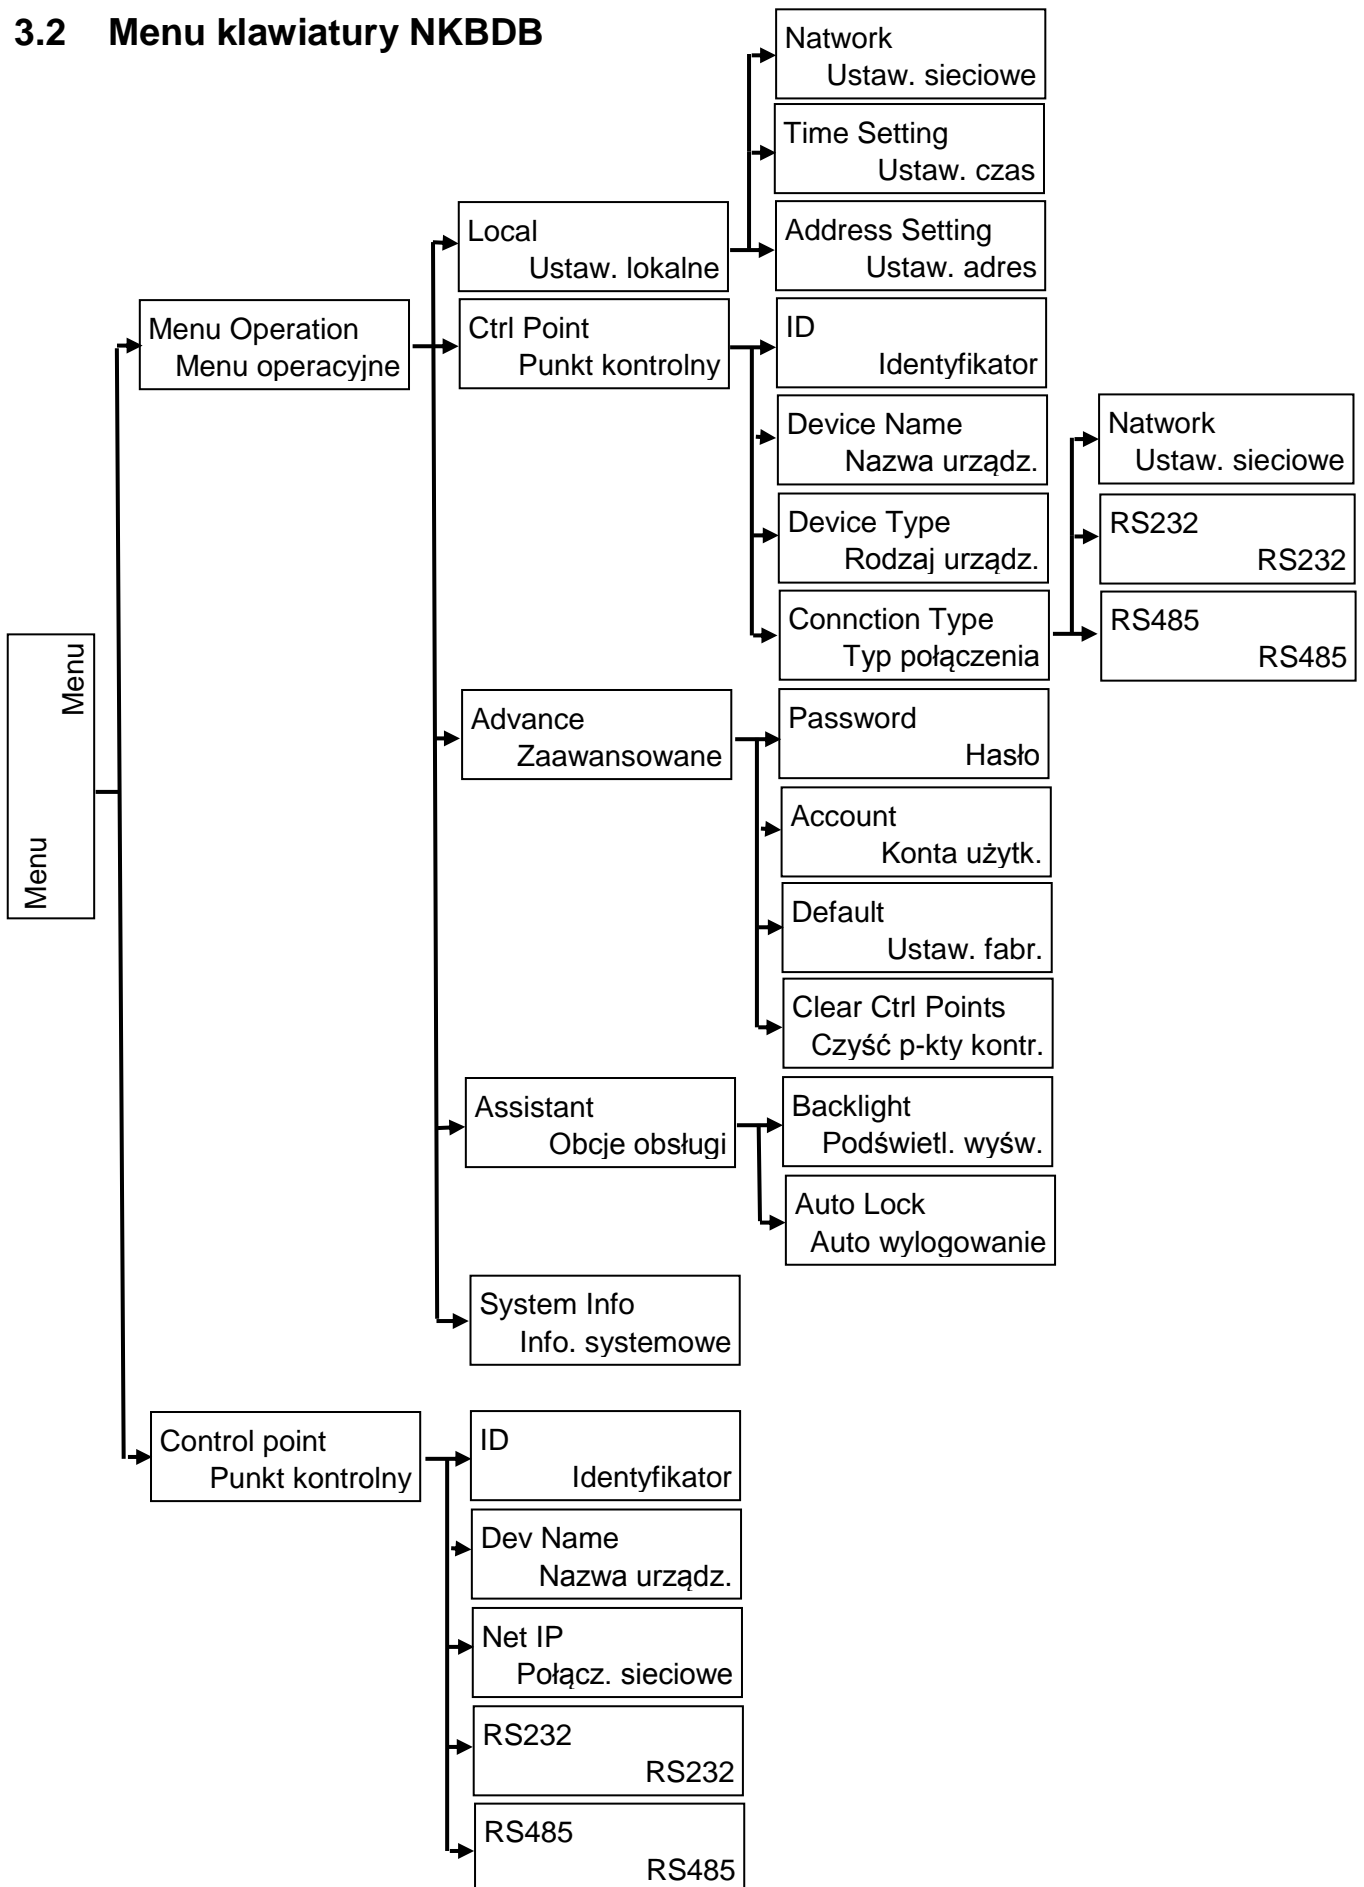 3.2 Menu klawiatury NKBDB
Natwork
Ustaw. sieciowe
Time Setting
Ustaw. czas
Local
Ustaw. lokalne
Address Setting
Ustaw. adres
Menu Operation
Menu operacyjne
Ctrl Point
Punkt kontrolny
ID
Identyfikator
Device Name
Nazwa urządz.
Natwork
Ustaw. sieciowe
Device Type
Rodzaj urządz.
RS232
RS232
Connction Type
Typ połączenia
RS485
RS485
Menu
Menu
Advance
Zaawansowane
Password
Hasło
Account
Konta użytk.
Default
Ustaw. fabr.
Clear Ctrl Points
Czyść p-kty kontr.
Assistant
Obcje obsługi
Backlight
Podświetl. wyśw.
Auto Lock
Auto wylogowanie
System Info
Info. systemowe
Control point
Punkt kontrolny
ID
Identyfikator
Dev Name
Nazwa urządz.
Net IP
Połącz. sieciowe
RS232
RS232
RS485
RS485